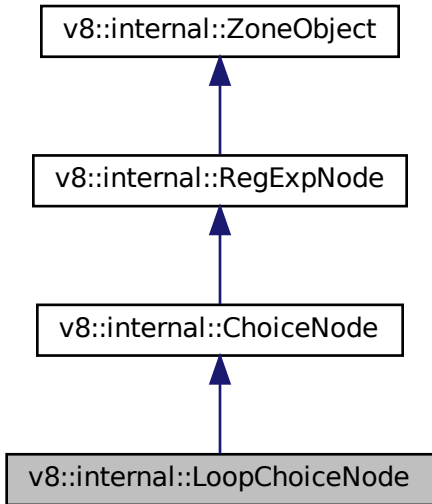 v8::internal::ZoneObject
v8::internal::RegExpNode
v8::internal::ChoiceNode
v8::internal::LoopChoiceNode